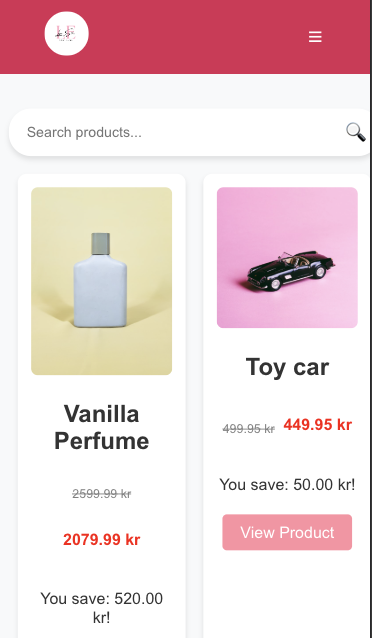 Search products...
Vanilla
Perfume
2599.99 kr
2079.99 kr
You save: 520.00
kr!
Toy car
499.95 kr 449.95 kr
You save: 50.00 kr!
View Product